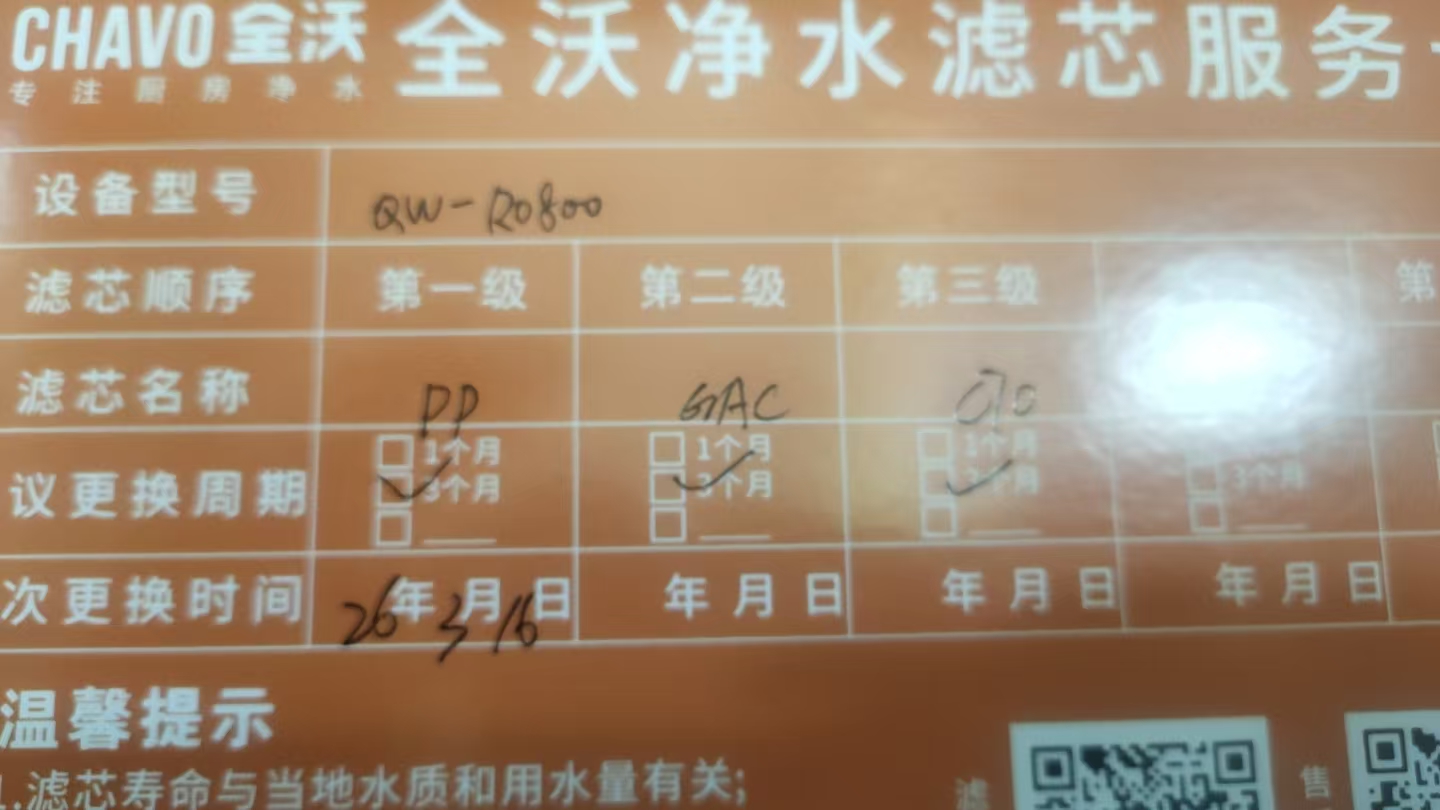 CHAVO 全沃 全沃净水滤芯服务
专注厨房净水
设备型号 QW-RO800
滤芯顺序 第一级 第二级 第三级 第
滤芯名称 PP GAC CTO
议更换周期 1个月 1个月 1个月
3个月 3个月 3个月 3个月
次更换时间 26年3月16日 年 月 日 年 月 日 年 月 日
温馨提示
1.滤芯寿命与当地水质和用水量有关;
滤 售